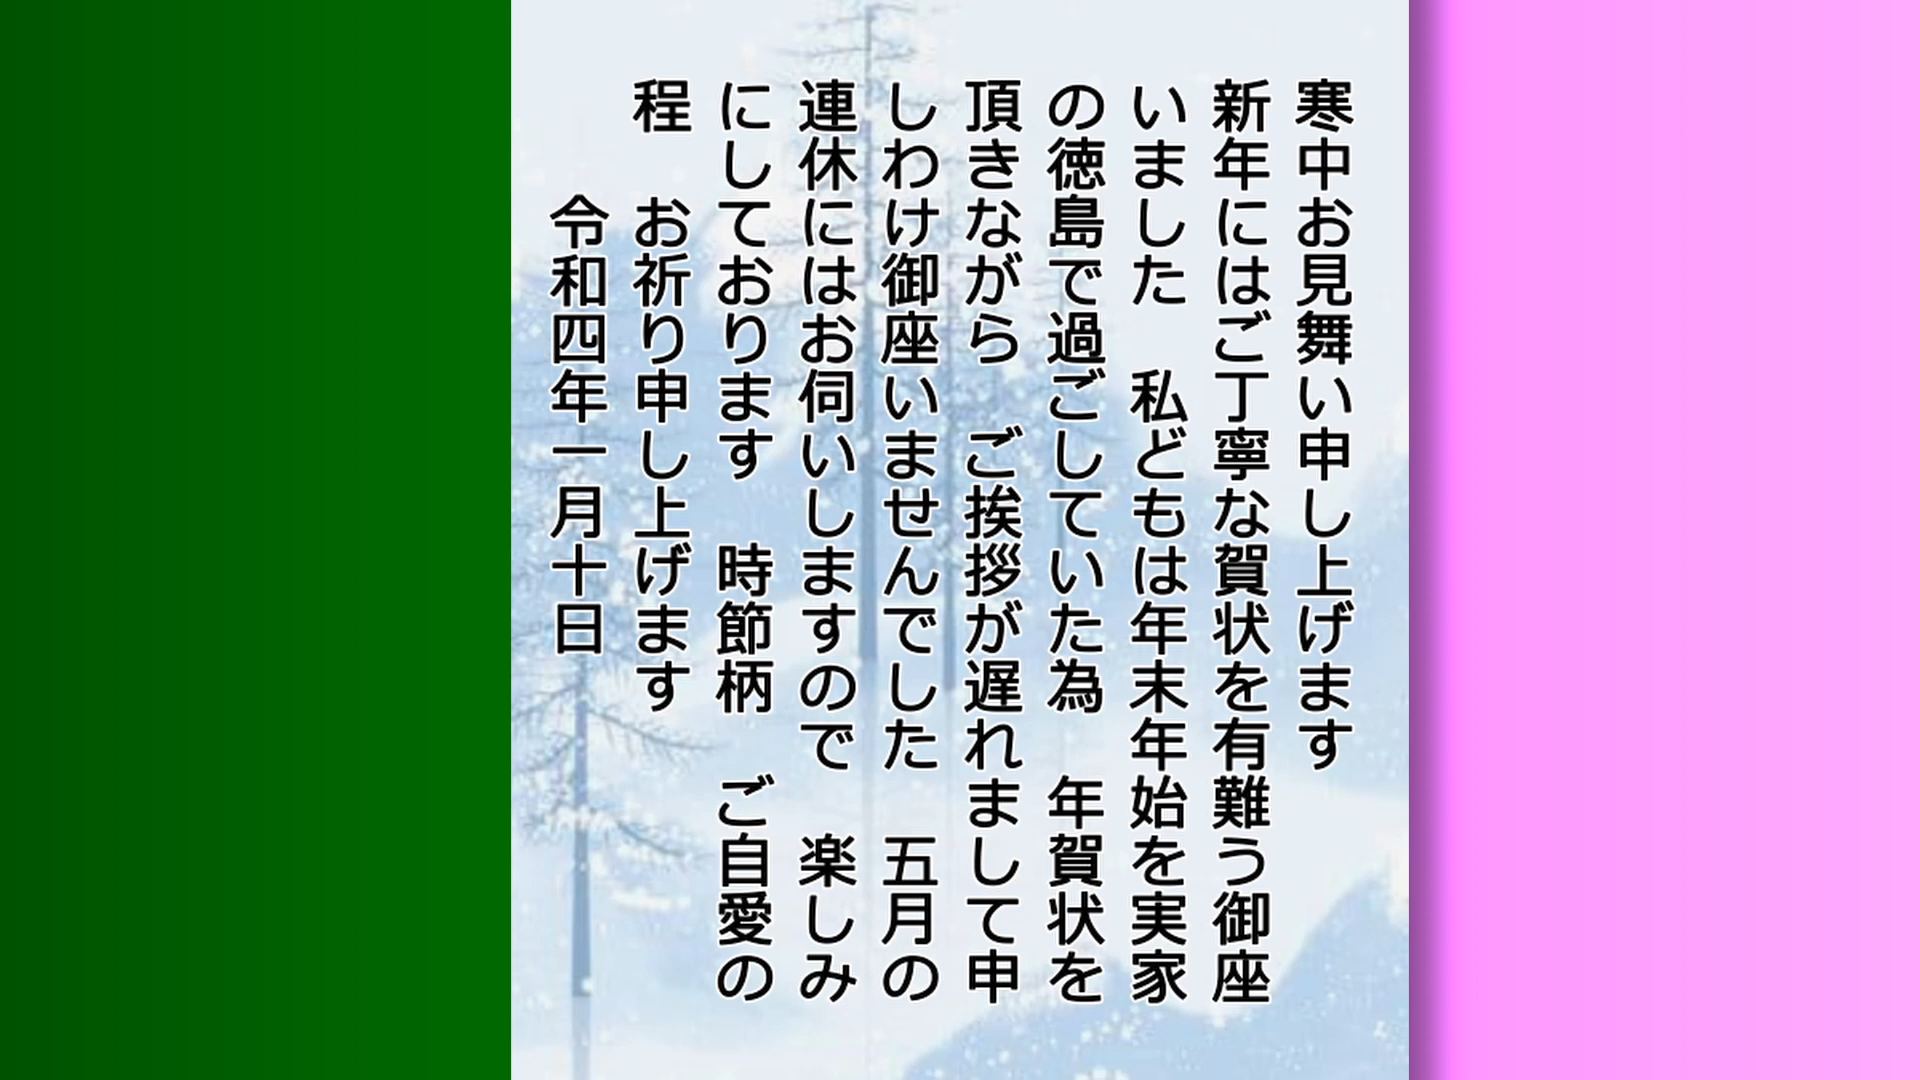 寒中お見舞い申し上げます
新年にはご丁寧な賀状を有難う御座
いました　私どもは年末年始を実家
の徳島で過ごしていた為　年賀状を
頂きながら　ご挨拶が遅れまして申
しわけ御座いませんでした　五月の
連休にはお伺いしますので　楽しみ
にしております　時節柄　ご自愛の
程　お祈り申し上げます
令和四年一月十日